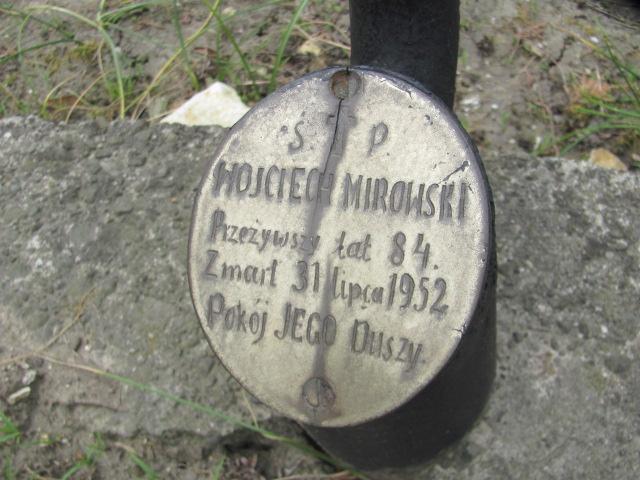 Ś † P
WOJCIECH MIROWSKI
Przeżywszy łat 84.
Zmarł 31 lipca 1952
Pokój JEGO Duszy.